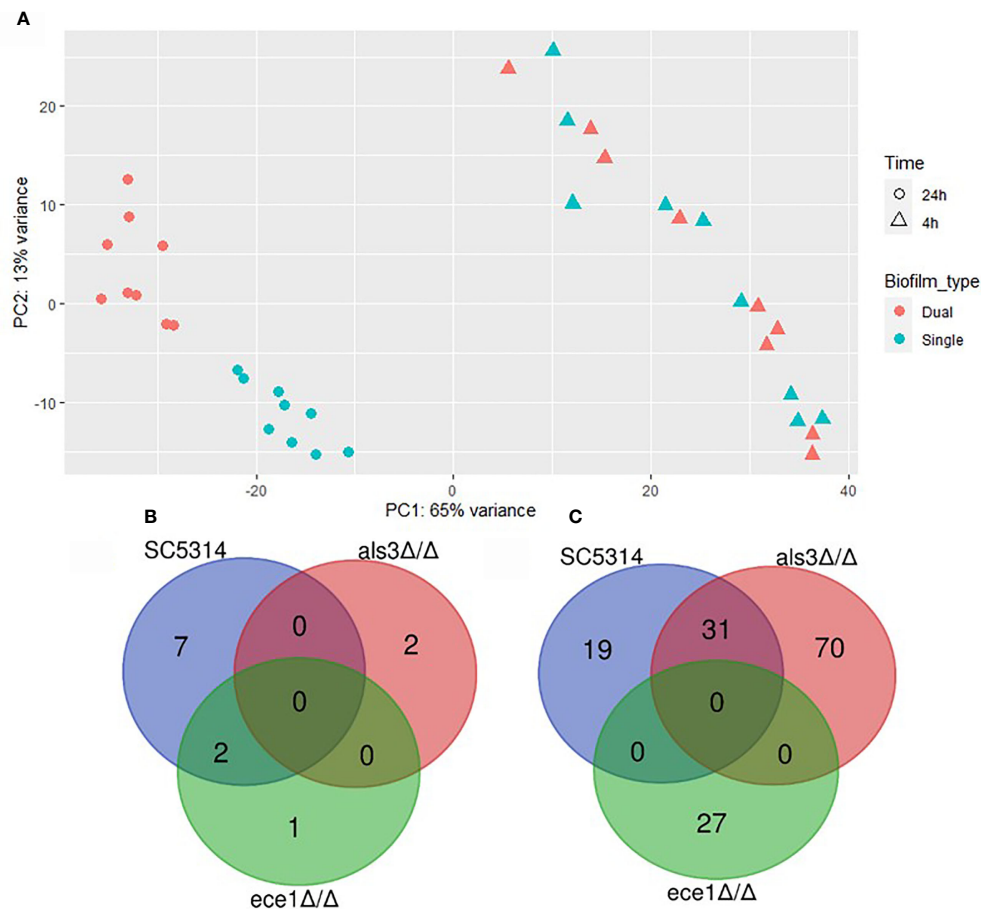 A
PC2: 13% variance
20
10
0
-10
-20
0
20
40
PC1: 65% variance
Time
24h
4h
Biofilm_type
Dual
Single
B
SC5314
als3Δ/Δ
7
0
2
0
2
0
1
ece1Δ/Δ
C
SC5314
als3Δ/Δ
19
31
70
0
0
0
27
ece1Δ/Δ